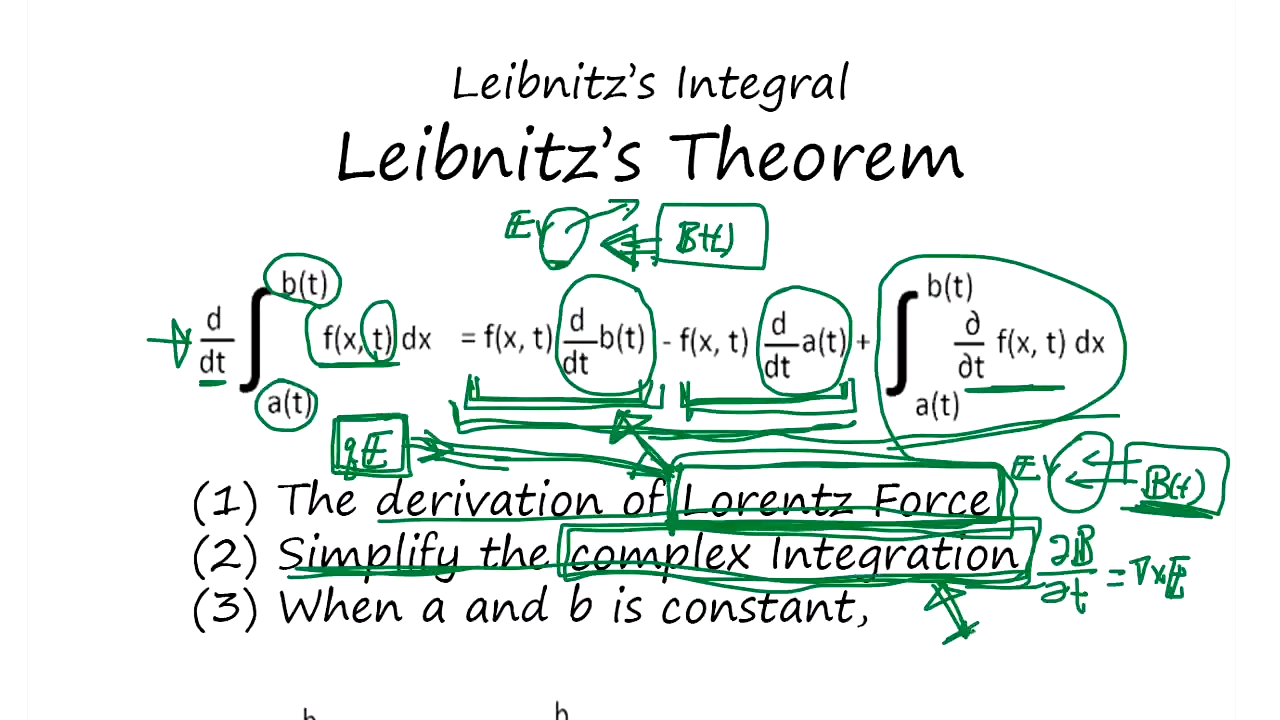 Leibnitz's Integral
Leibnitz's Theorem
E B(t)
d/dt ∫_{a(t)}^{b(t)} f(x, t) dx = f(x, t) d/dt b(t) - f(x, t) d/dt a(t) + ∫_{a(t)}^{b(t)} ∂/∂t f(x, t) dx
qE
E B(t)
(1) The derivation of Lorentz Force
(2) Simplify the complex Integration ∂B/∂t = ∇×E
(3) When a and b is constant,
b b